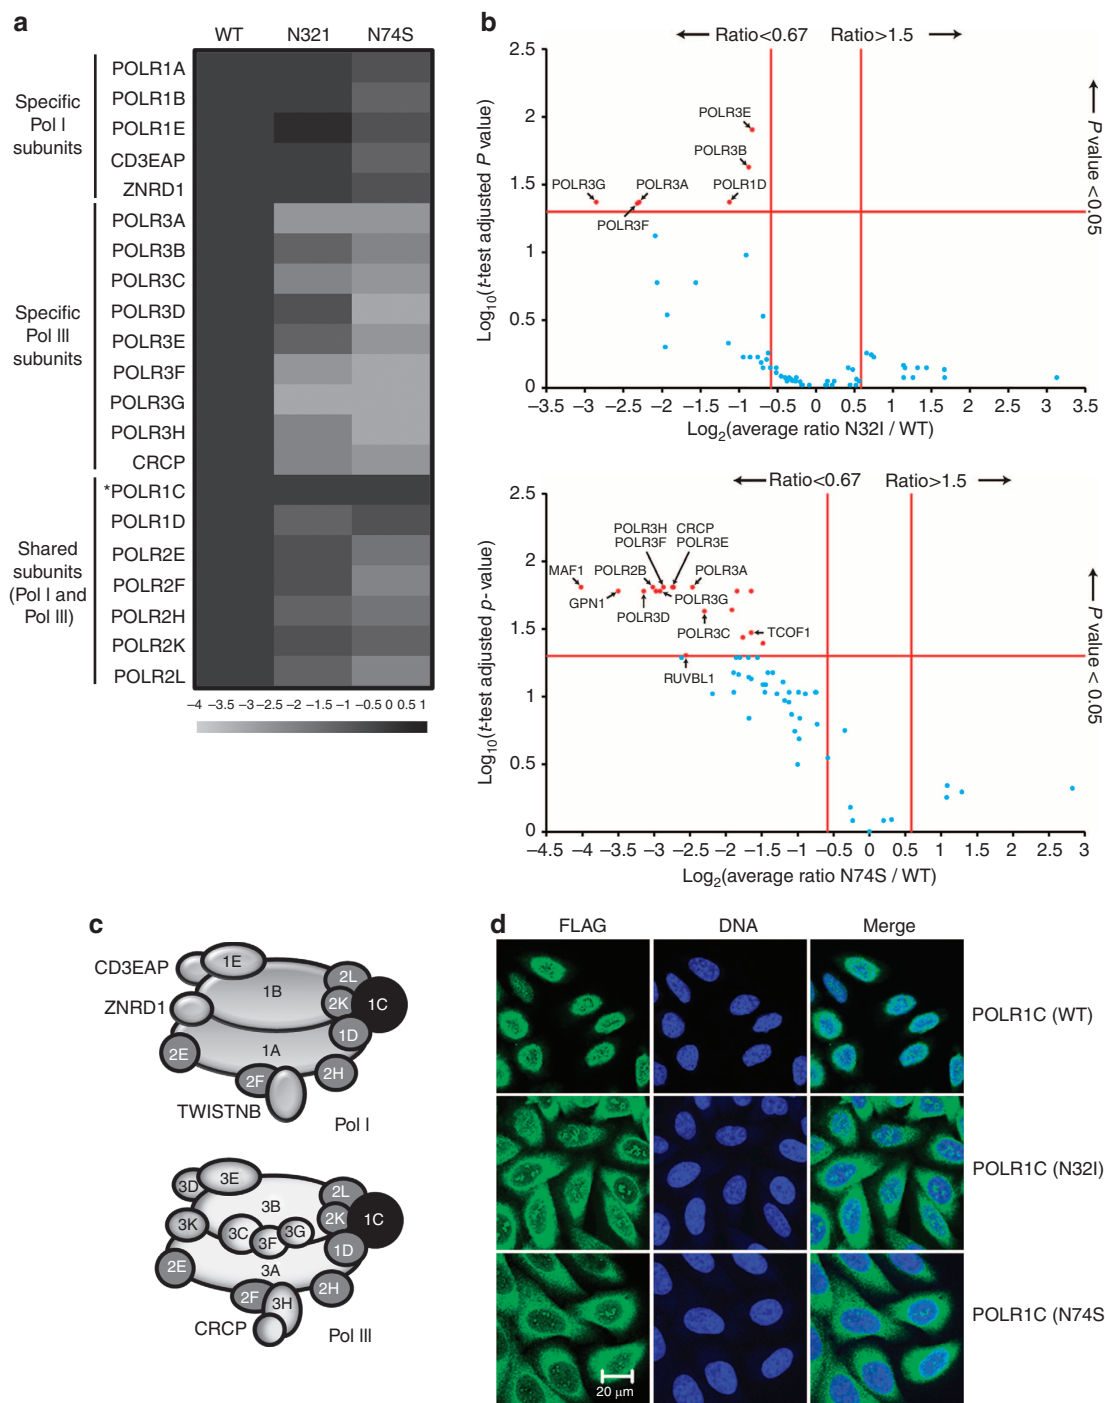 a
WT N321 N74S
Specific
Pol I
subunits
POLR1A
POLR1B
POLR1E
CD3EAP
ZNRD1
Specific
Pol III
subunits
POLR3A
POLR3B
POLR3C
POLR3D
POLR3E
POLR3F
POLR3G
POLR3H
CRCP
Shared
subunits
(Pol I and
Pol III)
*POLR1C
POLR1D
POLR2E
POLR2F
POLR2H
POLR2K
POLR2L
−4 −3.5 −3 −2.5 −2 −1.5 −1 −0.5 0 0.5 1
b
Ratio<0.67 Ratio>1.5
Log10(t-test adjusted P value)
2.5
2
1.5
1
0.5
0
POLR3E
POLR3B
POLR3G POLR3A POLR1D
POLR3F
P value <0.05
−3.5 −3 −2.5 −2 −1.5 −1 −0.5 0 0.5 1 1.5 2 2.5 3 3.5
Log2(average ratio N32I / WT)
Ratio<0.67 Ratio>1.5
Log10(t-test adjusted p- value)
2.5
2
1.5
1
0.5
0
POLR3H CRCP
POLR3F POLR3E
MAF1 POLR2B POLR3A
GPN1 POLR3G
POLR3D
POLR3C TCOF1
RUVBL1
P value < 0.05
−4.5 −4 −3.5 −3 −2.5 −2 −1.5 −1 −0.5 0 0.5 1 1.5 2 2.5 3
Log2(average ratio N74S / WT)
c
CD3EAP 1E
1B 2L
ZNRD1 2K 1C
1D
2E 1A
2F 2H
TWISTNB
Pol I
3D 3E
3B 2L
3K 3C 3F 3G 2K 1C
1D
2E 3A
2F 3H 2H
CRCP
Pol III
d
FLAG DNA Merge
POLR1C (WT)
POLR1C (N32I)
POLR1C (N74S
20 μm